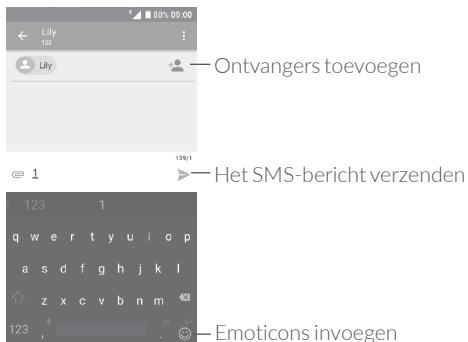 88% 09:00
Lily
123
Lily
Ontvangers toevoegen
159/1
1
Het SMS-bericht verzenden
123 1
q w e r t y u i o p
a s d f g h j k l
z x c v b n m
123 , .
Emoticons invoegen